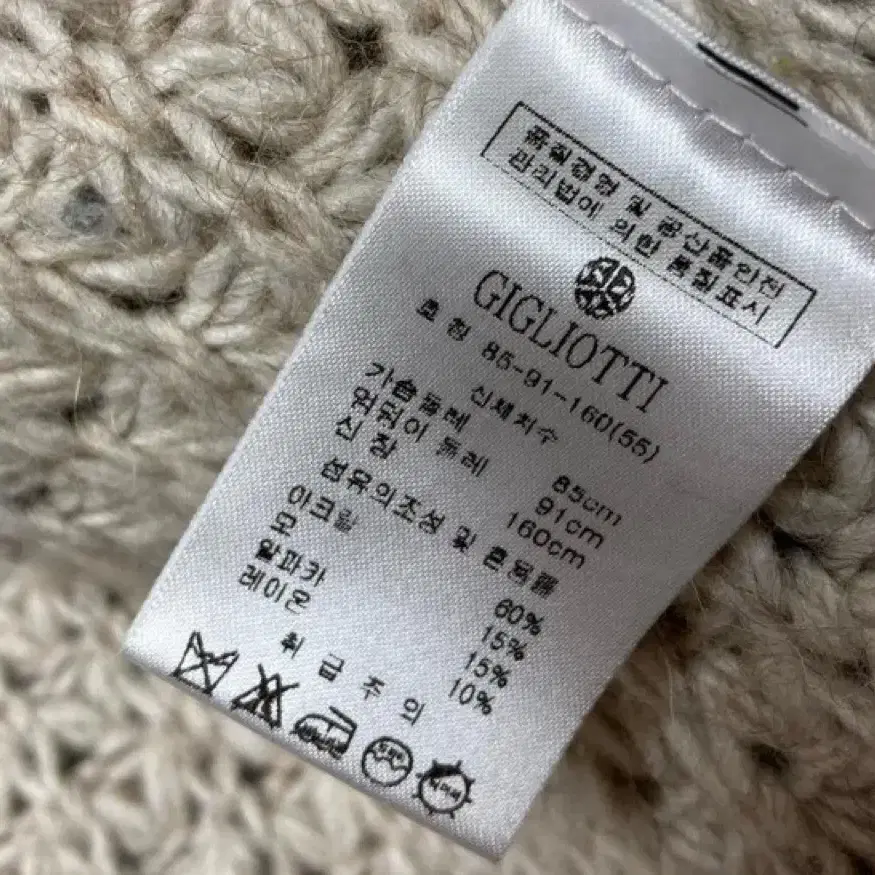 품질경영 및 공산품안전
관리법에 의한 품질표시
GIGLIOTTI
호칭 85-91-160(55)
신체치수
가슴둘레 85cm
엉덩이 둘레 91cm
신장 160cm
섬유의조성 및 혼용률
아크릴 60%
모 15%
알파카 15%
레이온 10%
취급주의